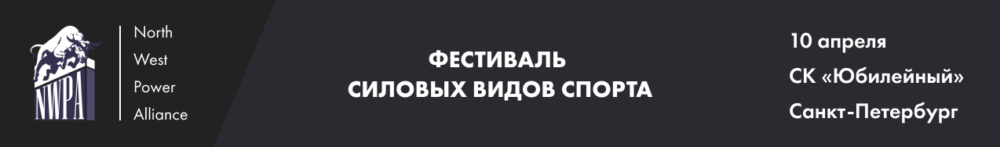 NWPA
North
West
Power
Alliance
ФЕСТИВАЛЬ
СИЛОВЫХ ВИДОВ СПОРТА
10 апреля
СК «Юбилейный»
Санкт-Петербург